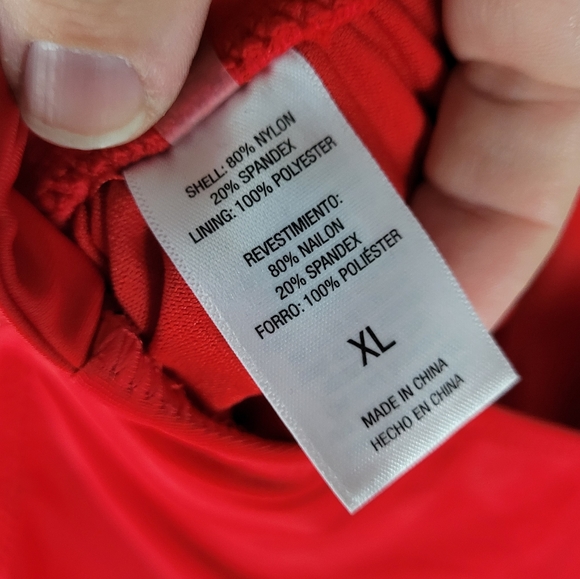 SHELL: 80% NYLON
20% SPANDEX
LINING: 100% POLYESTER
REVESTIMIENTO:
80% NAILON
20% SPANDEX
FORRO: 100% POLIÉSTER
XL
MADE IN CHINA
HECHO EN CHINA